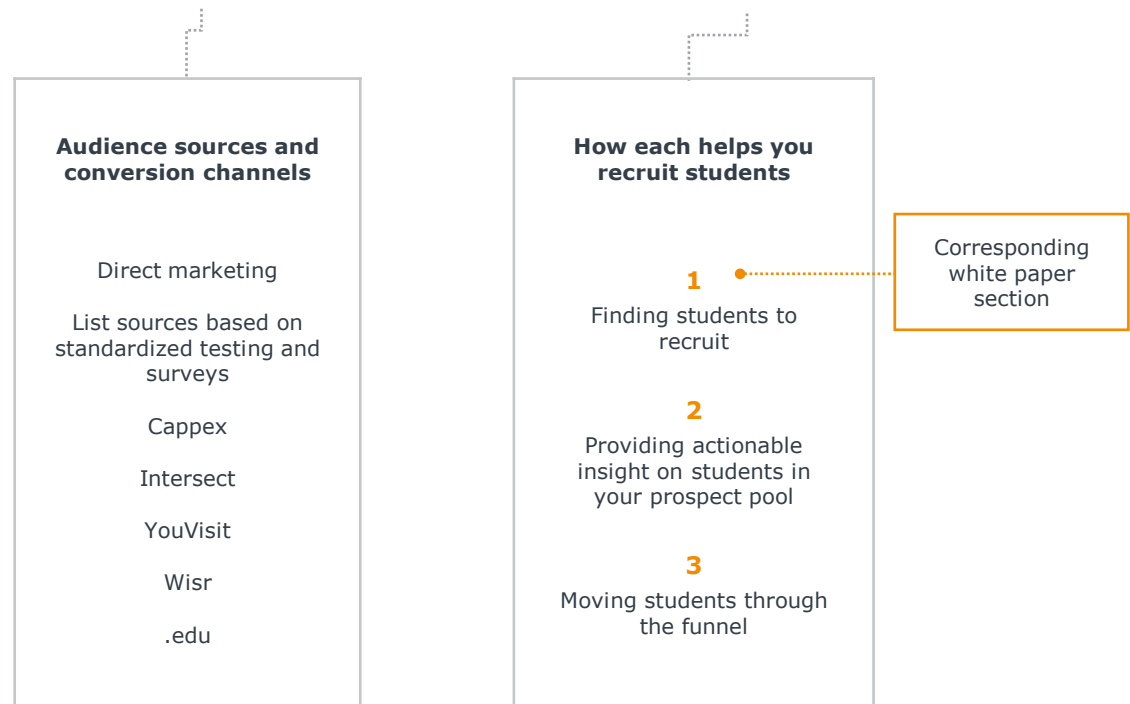 Audience sources and
conversion channels
Direct marketing
List sources based on
standardized testing and
surveys
Cappex
Intersect
YouVisit
Wisr
.edu
How each helps you
recruit students
1
Finding students to
recruit
2
Providing actionable
insight on students in
your prospect pool
3
Moving students through
the funnel
Corresponding
white paper
section